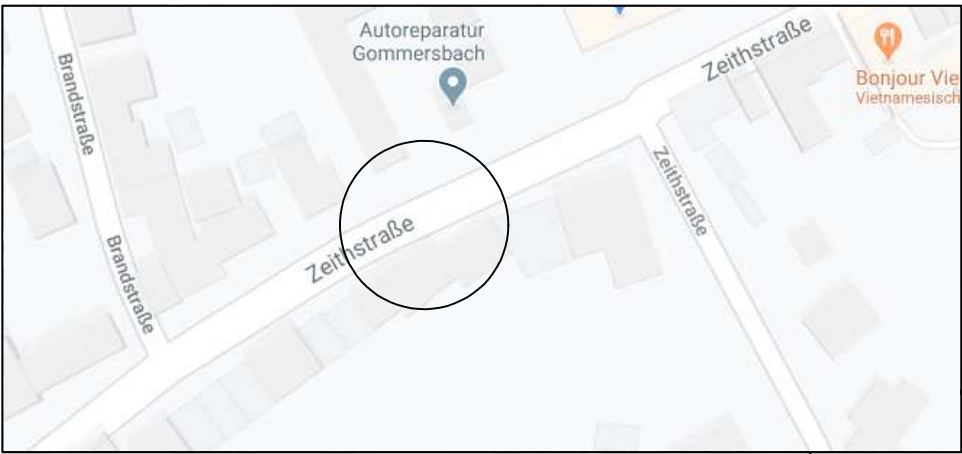 Autoreparatur
Gommersbach
Zeithstraße
Bonjour Vie
Vietnamesisch
Brandstraße
Zeithstraße
Brandstraße
Zeithstraße